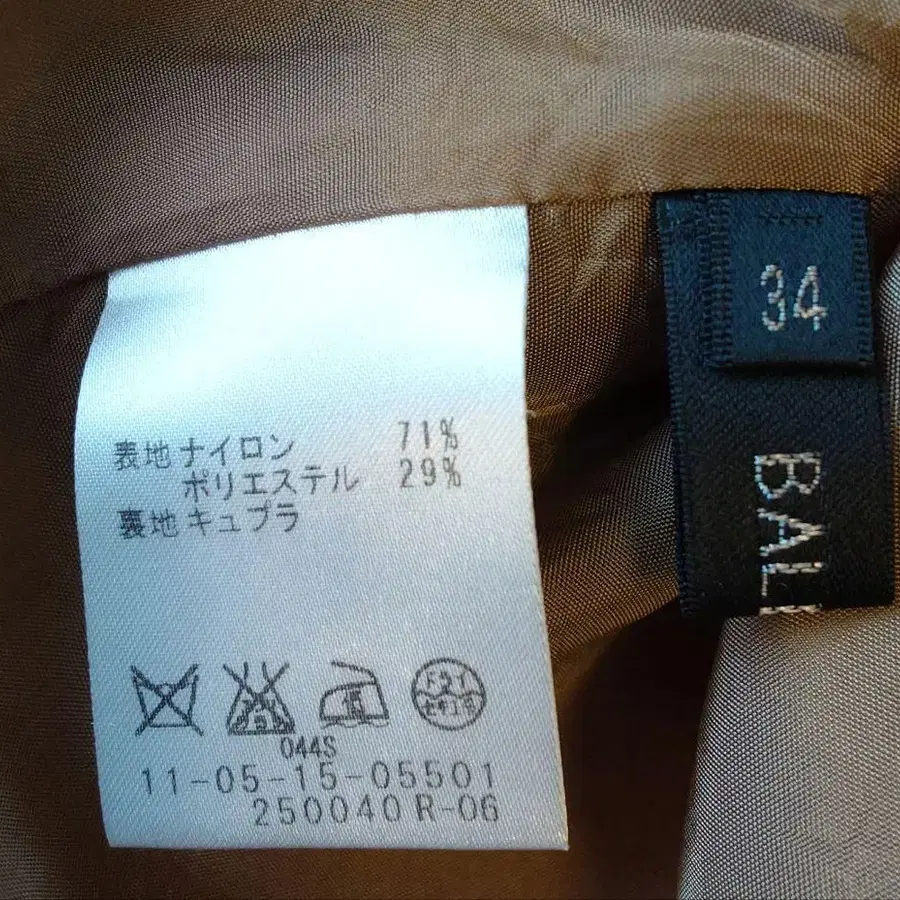 表地 ナイロン 71%
ポリエステル 29%
裏地 キュプラ
低
044S
11-05-15-05501
250040 R-06
34
BAL